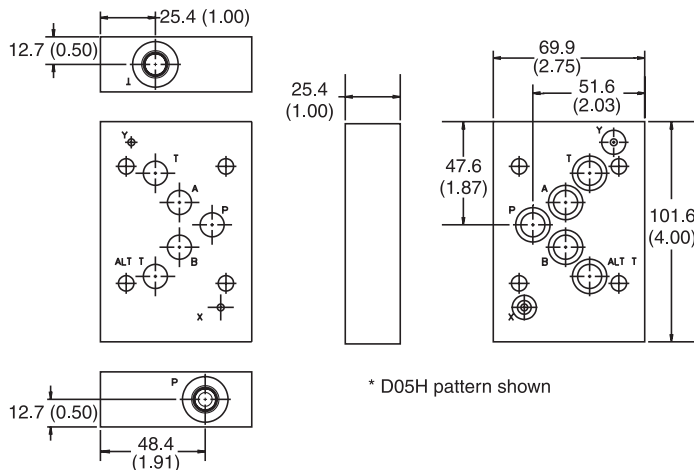 25.4 (1.00)
12.7 (0.50)
T
Y
T
A
P
B
ALT T
X
P
12.7 (0.50)
48.4
(1.91)
25.4
(1.00)
69.9
(2.75)
51.6
(2.03)
47.6
(1.87)
101.6
(4.00)
Y
T
A
P
B
ALT T
X
* D05H pattern shown